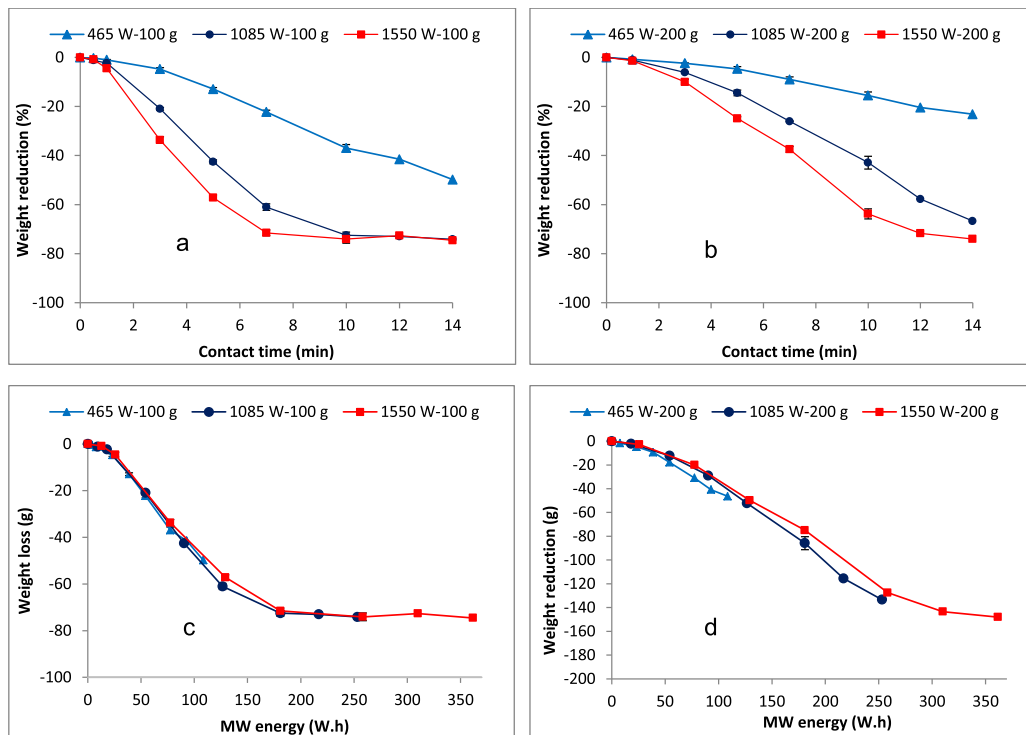 465 W-100 g 1085 W-100 g 1550 W-100 g
0
-20
-40
-60
-80
-100
Weight reduction (%)
a
0 2 4 6 8 10 12 14
Contact time (min)
465 W-200 g 1085 W-200 g 1550 W-200 g
0
-20
-40
-60
-80
-100
Weight reduction (%)
b
0 2 4 6 8 10 12 14
Contact time (min)
465 W-100 g 1085 W-100 g 1550 W-100 g
0
-20
-40
-60
-80
-100
Weight loss (g)
c
0 50 100 150 200 250 300 350
MW energy (W.h)
465 W-200 g 1085 W-200 g 1550 W-200 g
0
-20
-40
-60
-80
-100
-120
-140
-160
-180
-200
Weight reduction (g)
d
0 50 100 150 200 250 300 350
MW energy (W.h)